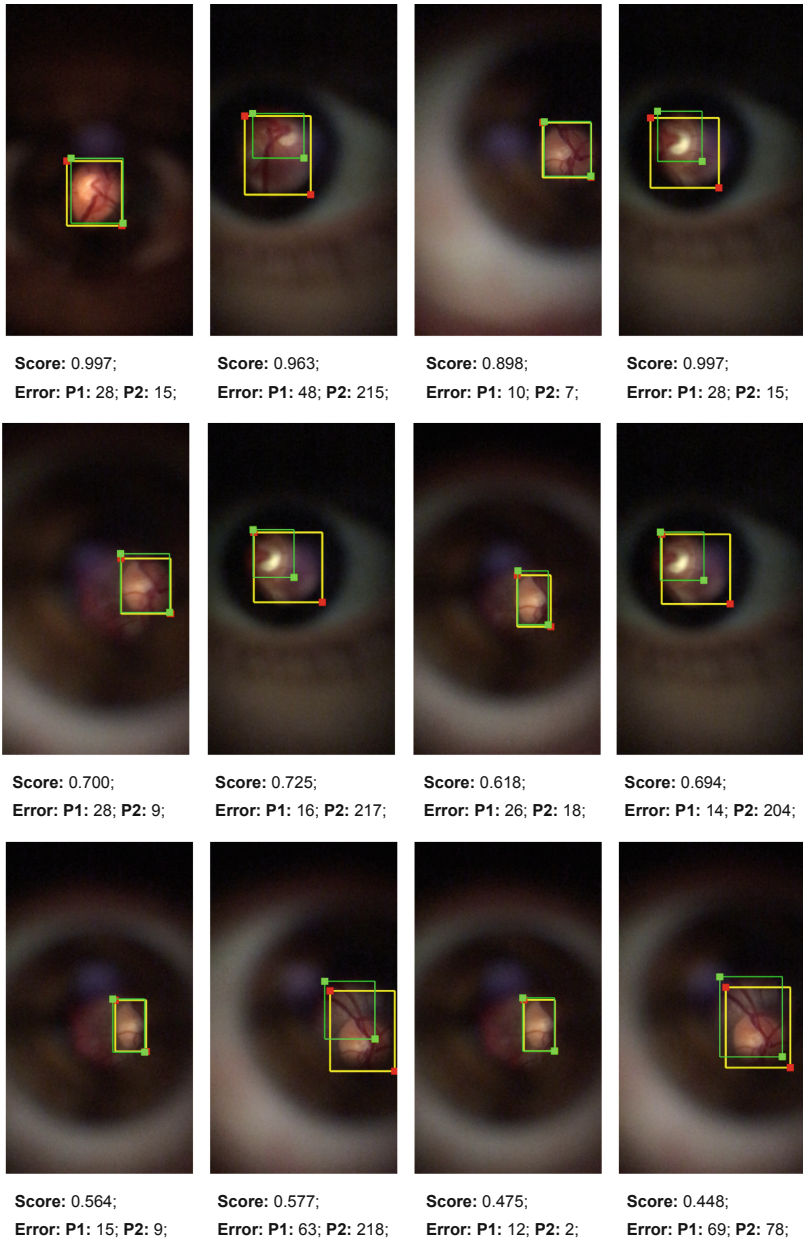 Score: 0.997;
Error: P1: 28; P2: 15;
Score: 0.963;
Error: P1: 48; P2: 215;
Score: 0.898;
Error: P1: 10; P2: 7;
Score: 0.997;
Error: P1: 28; P2: 15;
Score: 0.700;
Error: P1: 28; P2: 9;
Score: 0.725;
Error: P1: 16; P2: 217;
Score: 0.618;
Error: P1: 26; P2: 18;
Score: 0.694;
Error: P1: 14; P2: 204;
Score: 0.564;
Error: P1: 15; P2: 9;
Score: 0.577;
Error: P1: 63; P2: 218;
Score: 0.475;
Error: P1: 12; P2: 2;
Score: 0.448;
Error: P1: 69; P2: 78;